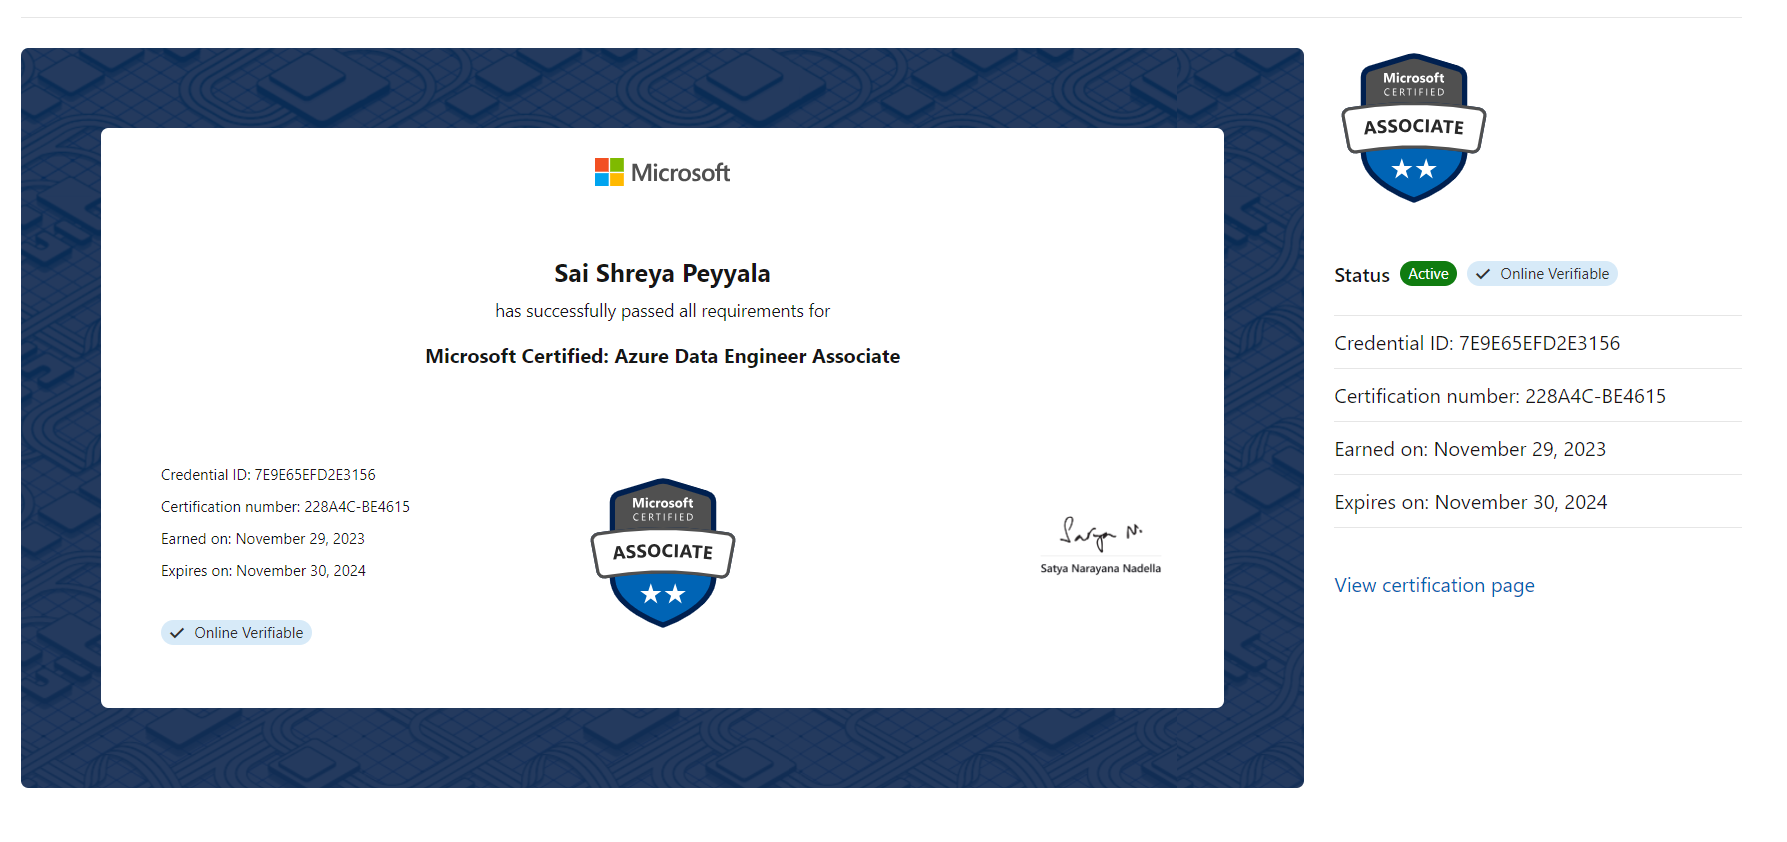 Microsoft
Sai Shreya Peyyala
has successfully passed all requirements for
Microsoft Certified: Azure Data Engineer Associate
Credential ID: 7E9E65EFD2E3156
Certification number: 228A4C-BE4615
Earned on: November 29, 2023
Expires on: November 30, 2024
Online Verifiable
Microsoft
CERTIFIED
ASSOCIATE
Satya N.
Satya Narayana Nadella
Microsoft
CERTIFIED
ASSOCIATE
Status Active Online Verifiable
Credential ID: 7E9E65EFD2E3156
Certification number: 228A4C-BE4615
Earned on: November 29, 2023
Expires on: November 30, 2024
View certification page